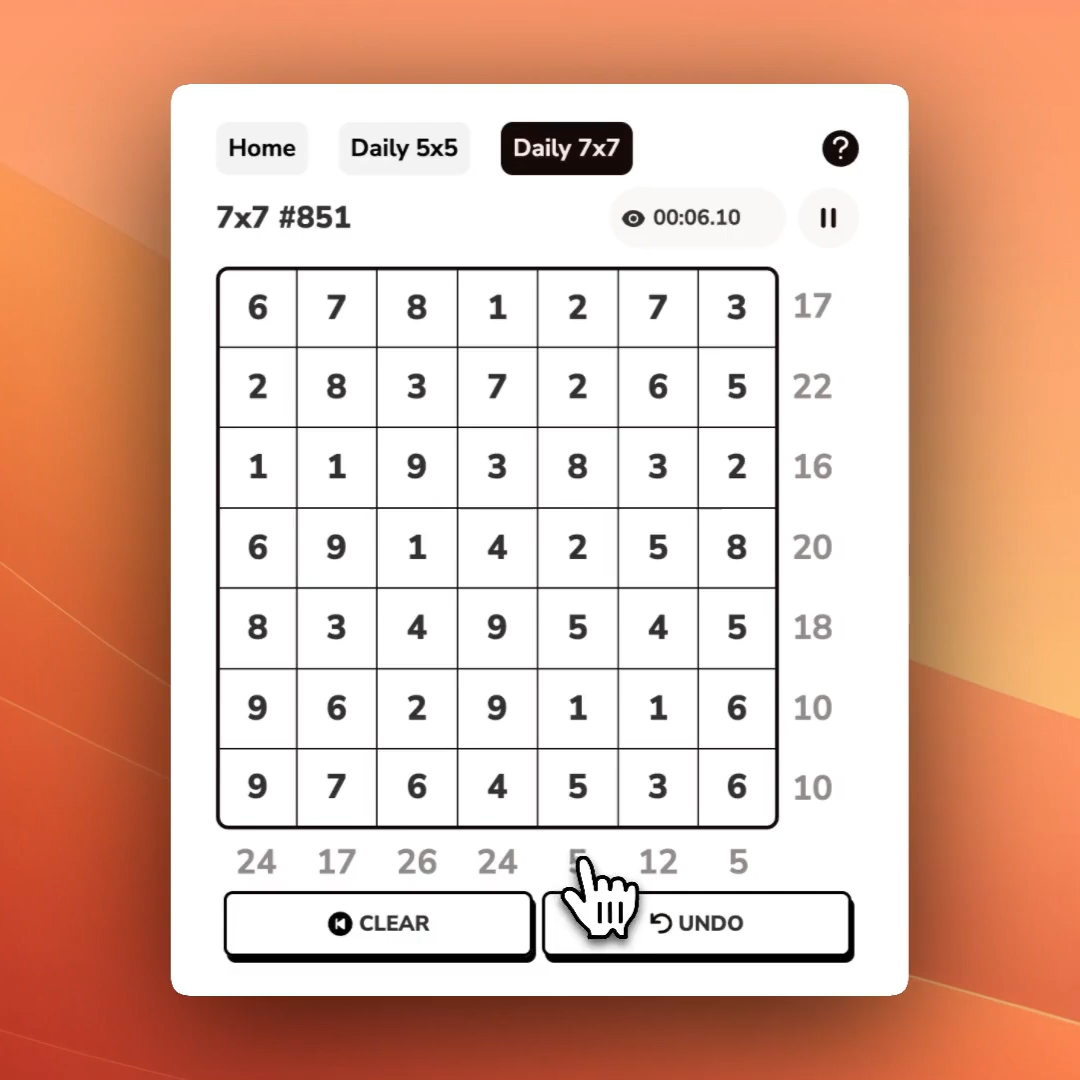 Home Daily 5x5 Daily 7x7 ?
7x7 #851 00:06.10
6 7 8 1 2 7 3 17
2 8 3 7 2 6 5 22
1 1 9 3 8 3 2 16
6 9 1 4 2 5 8 20
8 3 4 9 5 4 5 18
9 6 2 9 1 1 6 10
9 7 6 4 5 3 6 10
24 17 26 24 5 12 5
CLEAR UNDO